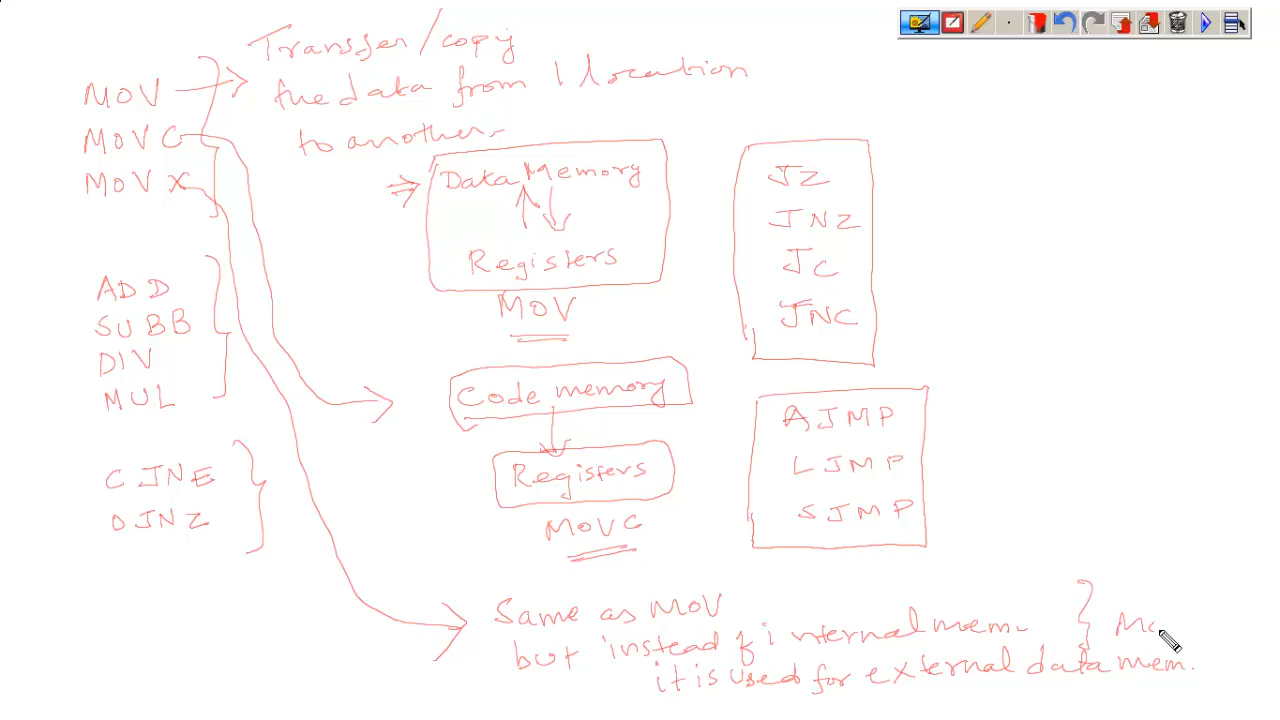 Transfer/copy
MOV the data from 1 location
MOVC to another.
MOVX
Data Memory
Registers
MOV
JZ
JNZ
JC
JNC
ADD
SUBB
DIV
MUL
Code memory
Registers
MOVC
AJMP
LJMP
SJMP
CJNE
DJNZ
Same as MOV
but instead of internal mem.
it is used for external data mem.
Mo